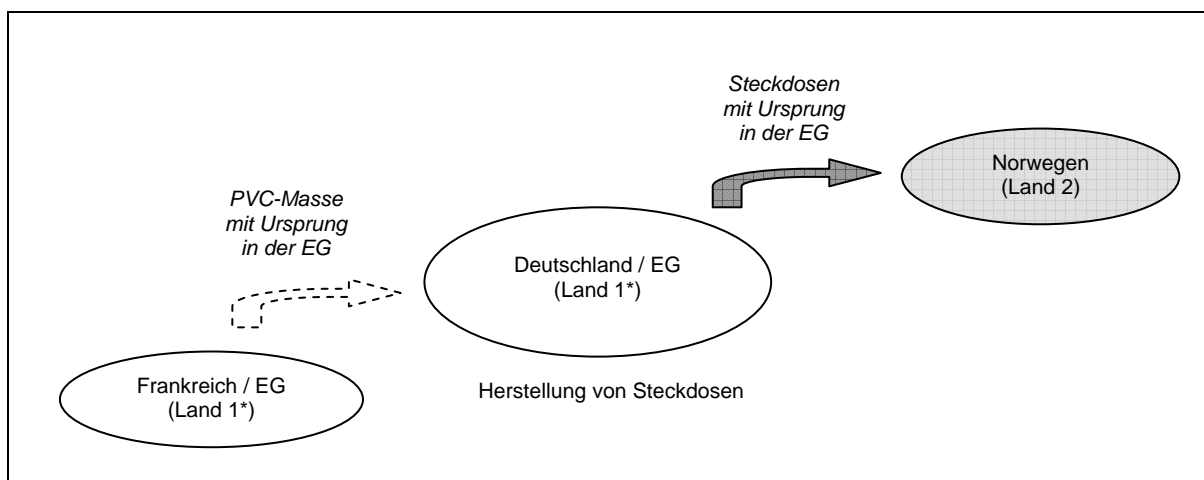 PVC-Masse
mit Ursprung
in der EG
Frankreich / EG
(Land 1*)
Deutschland / EG
(Land 1*)
Herstellung von Steckdosen
Steckdosen
mit Ursprung
in der EG
Norwegen
(Land 2)